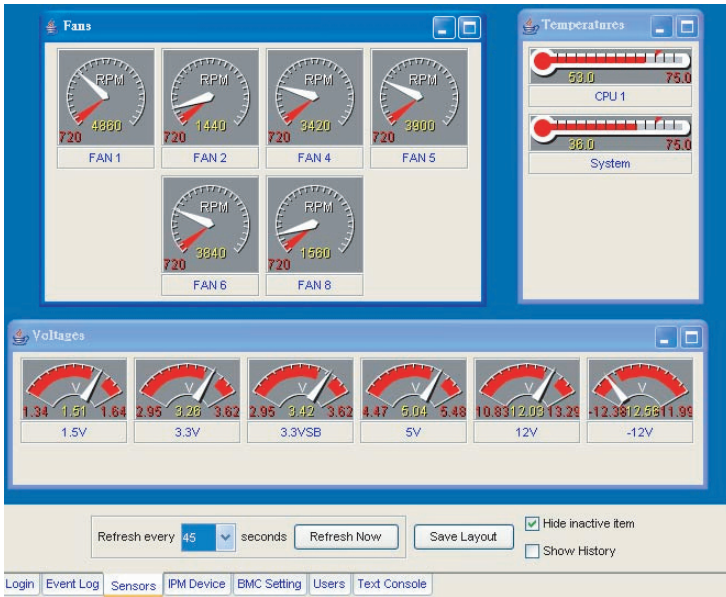 Fans
RPM
4860
720
FAN 1
RPM
1440
720
FAN 2
RPM
3420
720
FAN 4
RPM
3900
720
FAN 5
RPM
3840
720
FAN 6
RPM
1560
720
FAN 8
Temperatures
53.0 75.0
CPU 1
36.0 75.0
System
Voltages
V
1.34 1.51 1.64
1.5V
V
2.95 3.26 3.62
3.3V
V
2.95 3.42 3.62
3.3VSB
V
4.47 5.04 5.48
5V
V
10.83 12.03 13.29
12V
V
-12.38 12.56 11.99
-12V
Refresh every 45 seconds Refresh Now Save Layout
Hide inactive item
Show History
Login Event Log Sensors IPM Device BMC Setting Users Text Console